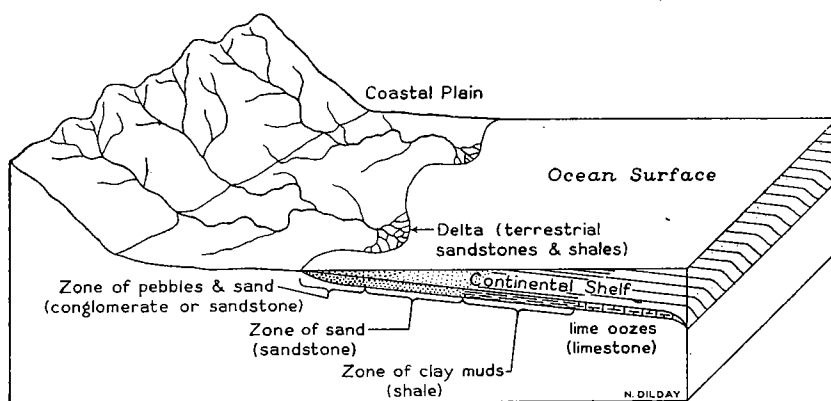 Coastal Plain
Ocean Surface
Delta (terrestrial
sandstones & shales)
Continental Shelf
Zone of pebbles & sand
(conglomerate or sandstone)
Zone of sand
(sandstone)
lime oozes
(limestone)
Zone of clay muds
(shale)
N. DILDAY